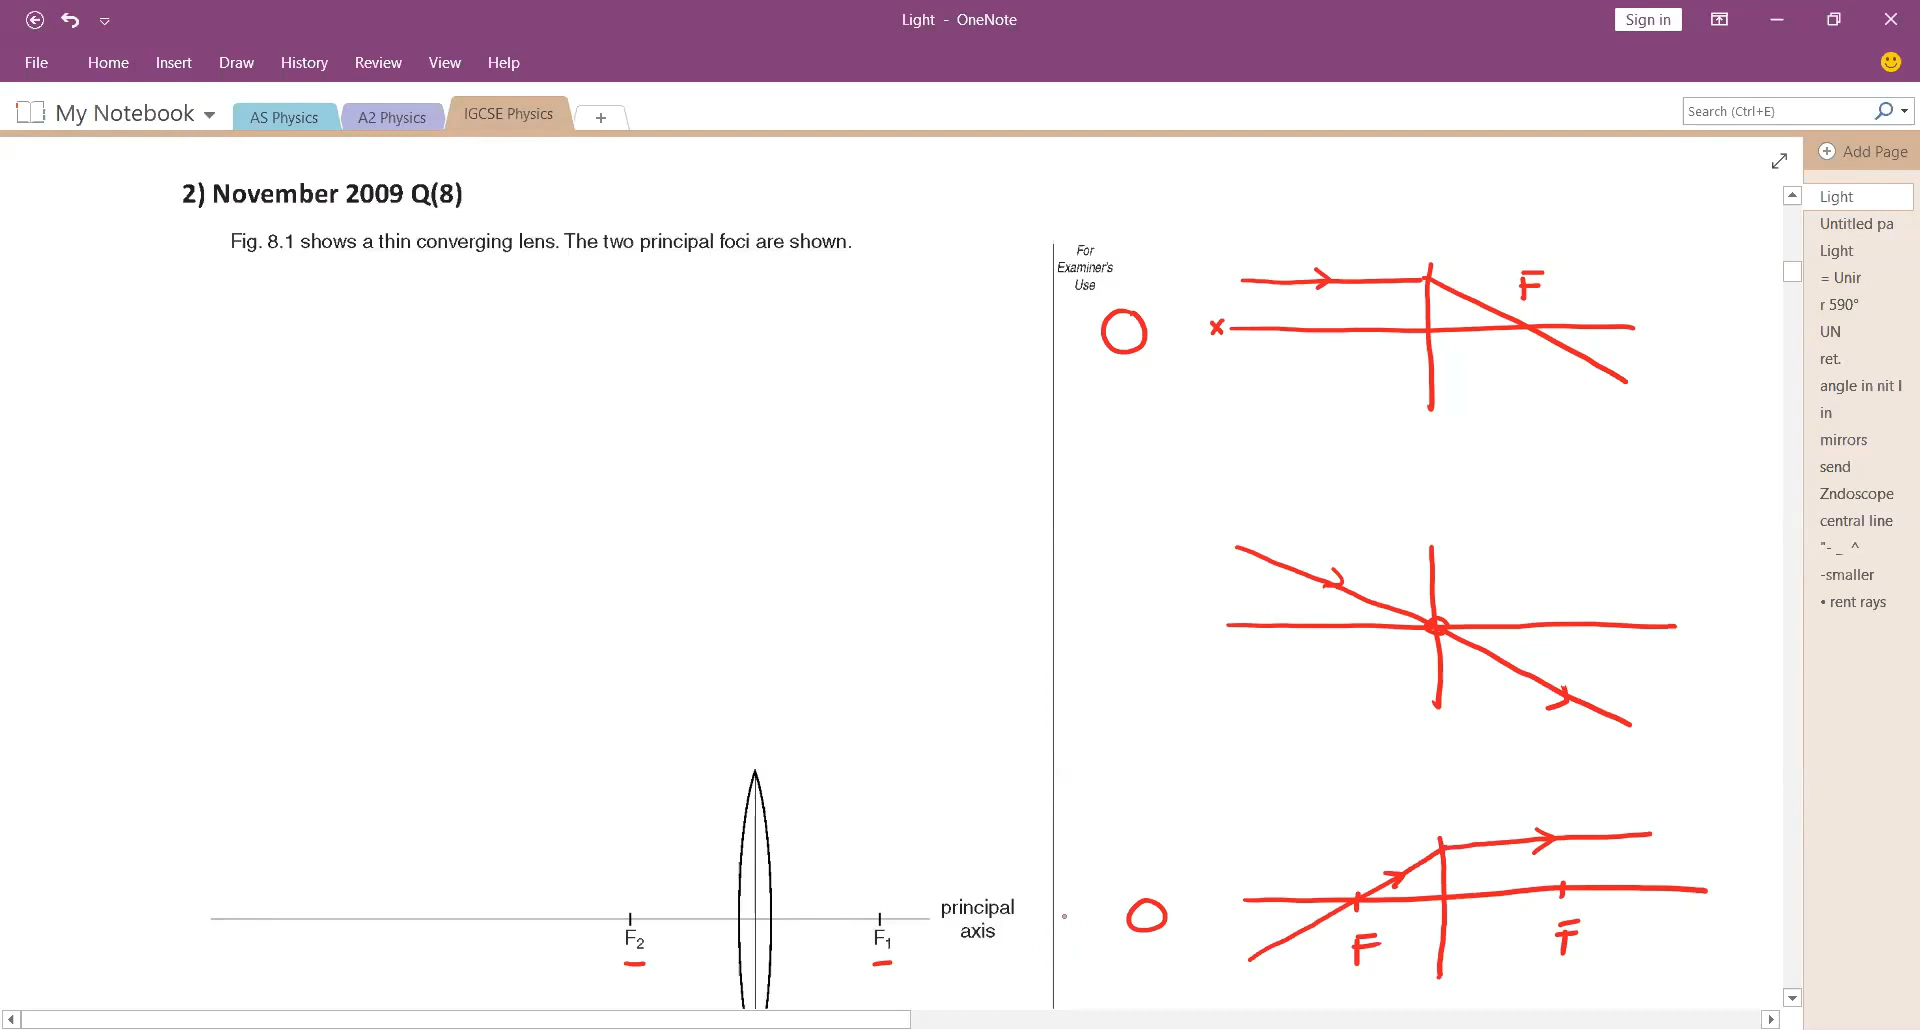 Light - OneNote
Sign in
File Home Insert Draw History Review View Help
My Notebook
AS Physics
A2 Physics
IGCSE Physics
+
Search (Ctrl+E)
Add Page
Light
Untitled pa
Light
= Unir
r 590°
UN
ret.
angle in nit I
in
mirrors
send
Zndoscope
central line
"- _ ^
-smaller
• rent rays
2) November 2009 Q(8)
Fig. 8.1 shows a thin converging lens. The two principal foci are shown.
For
Examiner's
Use
F
x
principal
axis
F2
F1
F
F